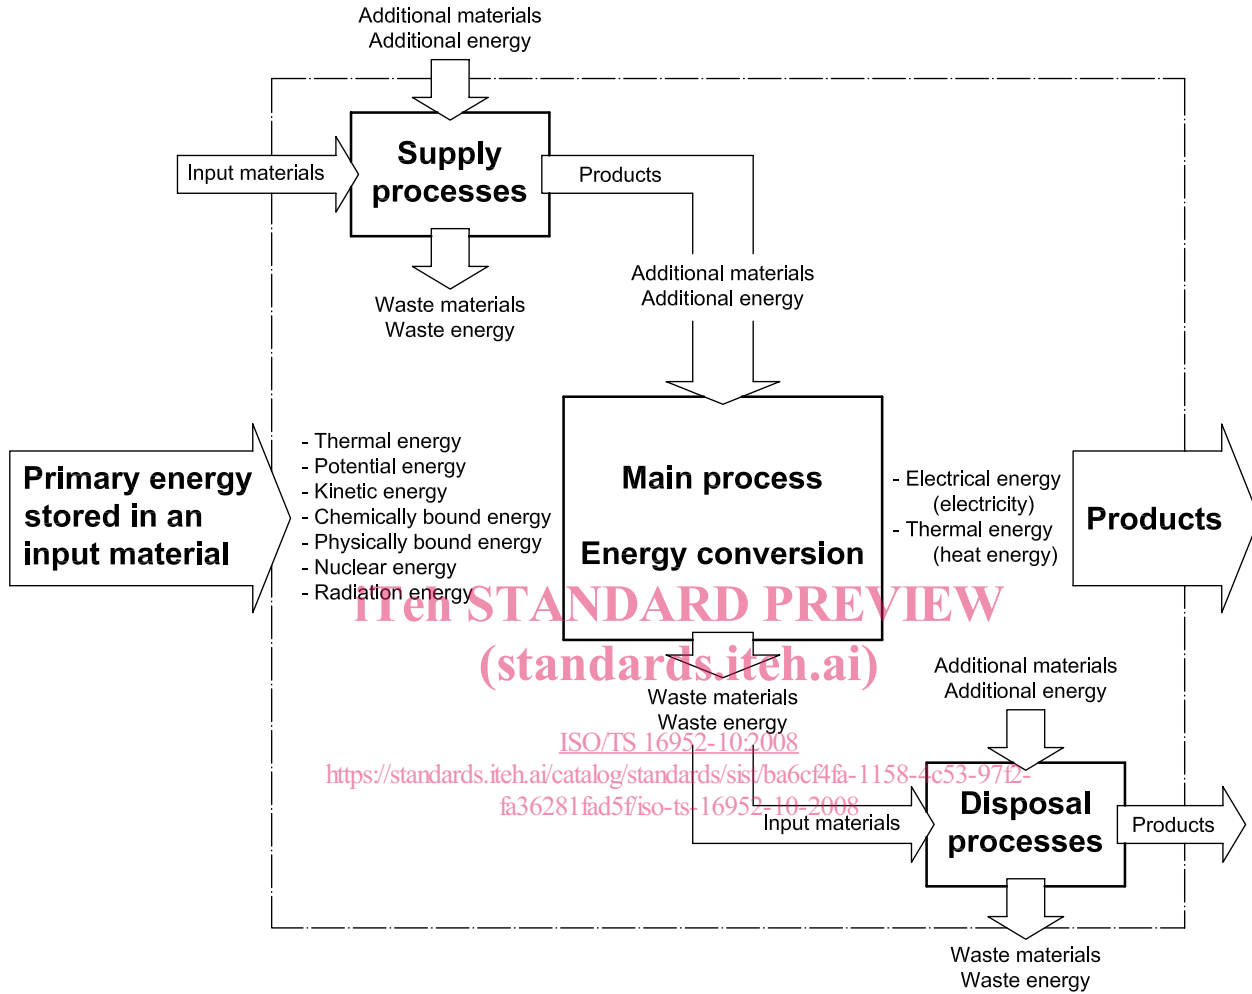 Additional materials
Additional energy
Supply
processes
Input materials
Products
Waste materials
Waste energy
Additional materials
Additional energy
Primary energy
stored in an
input material
- Thermal energy
- Potential energy
- Kinetic energy
- Chemically bound energy
- Physically bound energy
- Nuclear energy
- Radiation energy
Main process
Energy conversion
- Electrical energy
(electricity)
- Thermal energy
(heat energy)
Products
iTeh STANDARD PREVIEW
(standards.iteh.ai)
Waste materials
Waste energy
Additional materials
Additional energy
ISO/TS 16952-10:2008
https://standards.iteh.ai/catalog/standards/sist/ba6cf4fa-1158-4c53-97f2-
fa36281fad5f/iso-ts-16952-10-2008
Input materials
Disposal
processes
Products
Waste materials
Waste energy